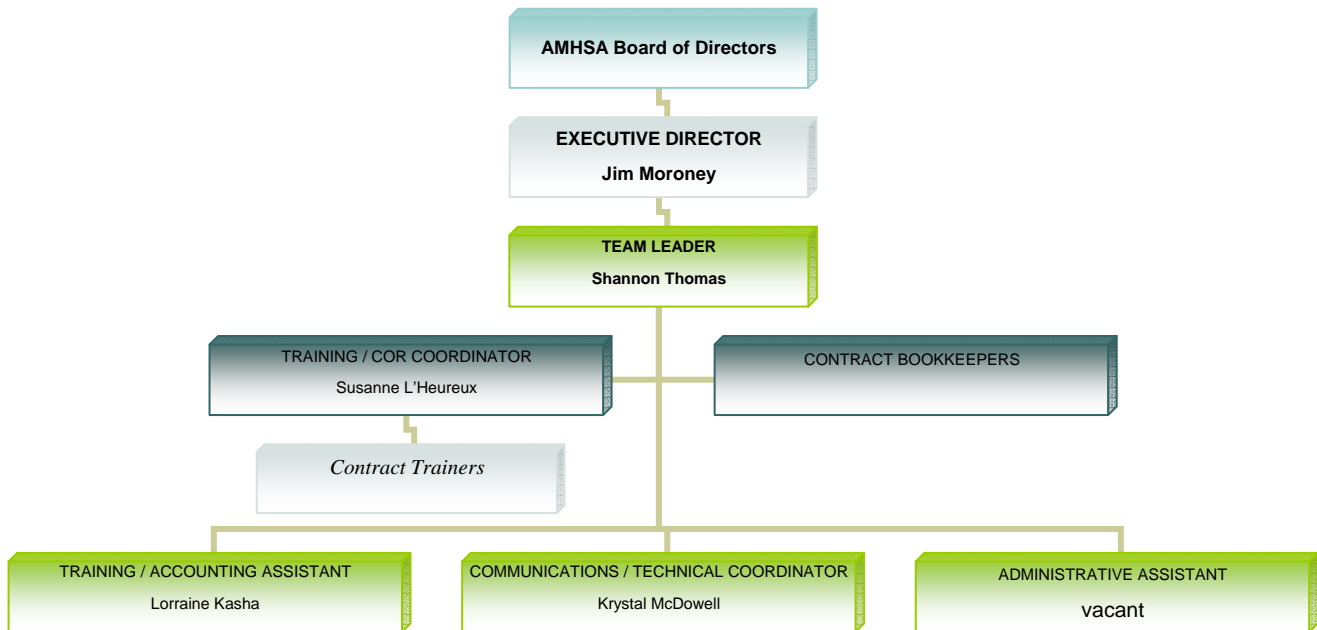 AMHSA Board of Directors
EXECUTIVE DIRECTOR
Jim Moroney
TEAM LEADER
Shannon Thomas
TRAINING / COR COORDINATOR
Susanne L'Heureux
CONTRACT BOOKKEEPERS
Contract Trainers
TRAINING / ACCOUNTING ASSISTANT
Lorraine Kasha
COMMUNICATIONS / TECHNICAL COORDINATOR
Krystal McDowell
ADMINISTRATIVE ASSISTANT
vacant